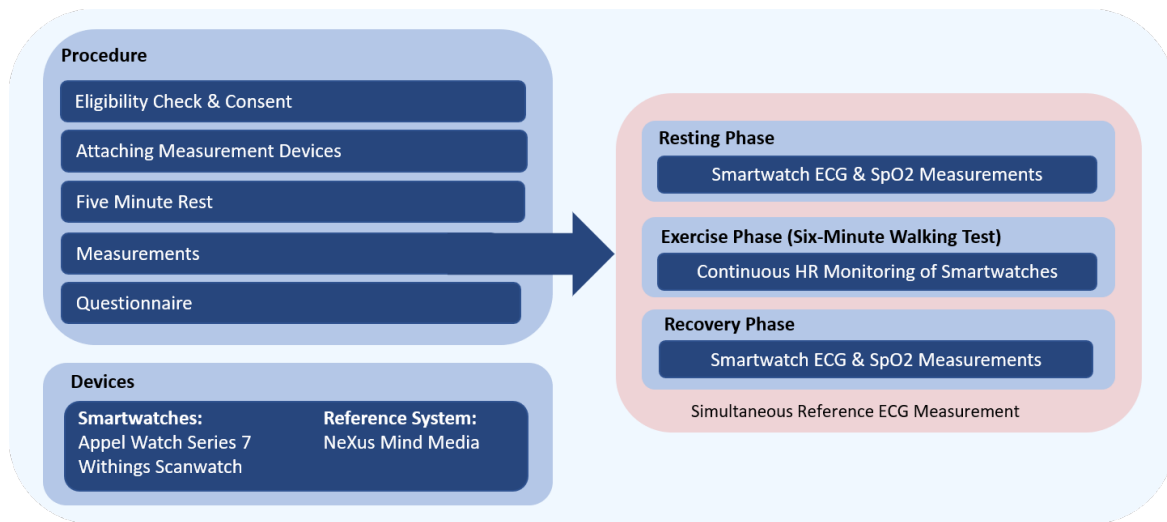 Procedure
Eligibility Check & Consent
Attaching Measurement Devices
Five Minute Rest
Measurements
Questionnaire
Devices
Smartwatches:
Appel Watch Series 7
Withings Scanwatch
Reference System:
NeXus Mind Media
Resting Phase
Smartwatch ECG & SpO2 Measurements
Exercise Phase (Six-Minute Walking Test)
Continuous HR Monitoring of Smartwatches
Recovery Phase
Smartwatch ECG & SpO2 Measurements
Simultaneous Reference ECG Measurement